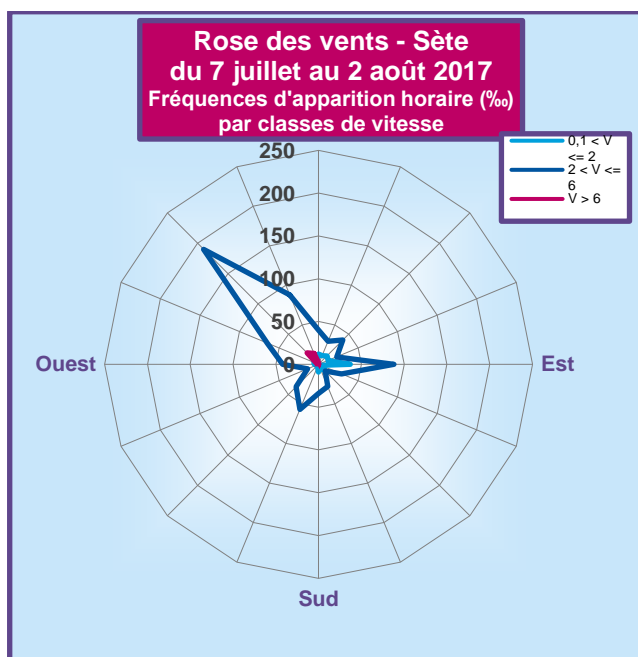 Rose des vents - Sète
du 7 juillet au 2 août 2017
Fréquences d'apparition horaire (‰)
par classes de vitesse
0,1 < V
<= 2
2 < V <=
6
V > 6
250
200
150
100
50
0
Ouest
Est
Sud